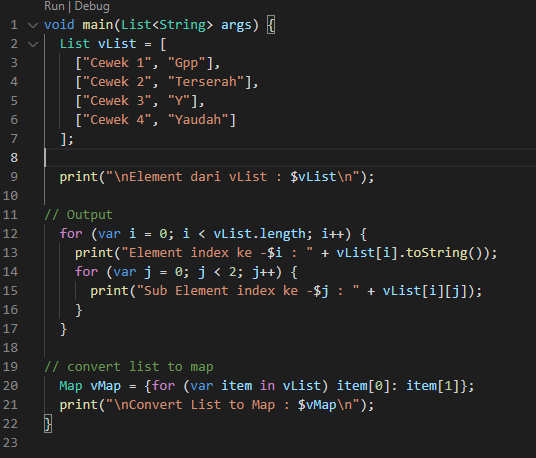 Run | Debug
1 void main(List<String> args) {
2   List vList = [
3     ["Cewek 1", "Gpp"],
4     ["Cewek 2", "Terserah"],
5     ["Cewek 3", "Y"],
6     ["Cewek 4", "Yaudah"]
7   ];
8
9   print("\nElement dari vList : $vList\n");
10
11 // Output
12   for (var i = 0; i < vList.length; i++) {
13     print("Element index ke -$i : " + vList[i].toString());
14     for (var j = 0; j < 2; j++) {
15       print("Sub Element index ke -$j : " + vList[i][j]);
16     }
17   }
18
19 // convert list to map
20   Map vMap = {for (var item in vList) item[0]: item[1]};
21   print("\nConvert List to Map : $vMap\n");
22 }
23